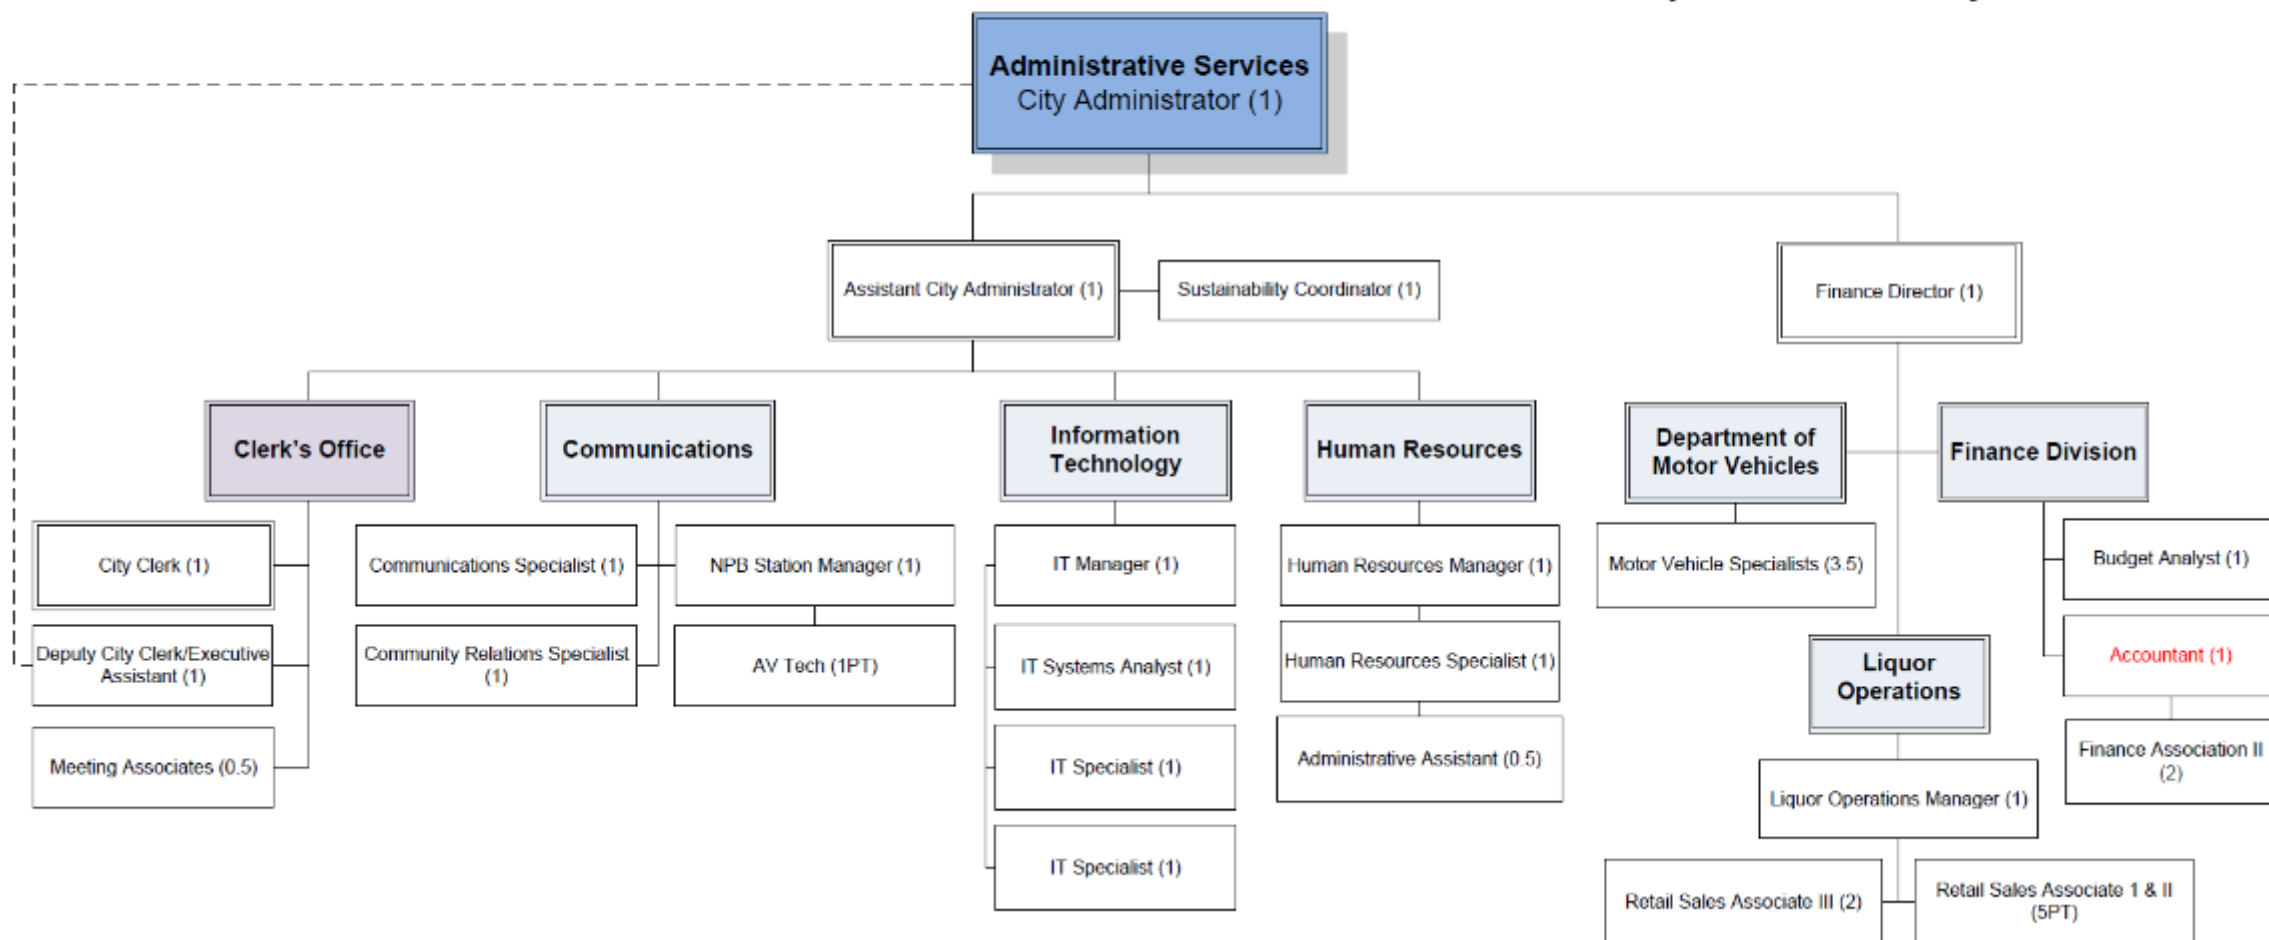 Administrative Services
City Administrator (1)
Assistant City Administrator (1)
Sustainability Coordinator (1)
Finance Director (1)
Clerk's Office
Communications
Information
Technology
Human Resources
Department of
Motor Vehicles
Finance Division
City Clerk (1)
Communications Specialist (1)
NPB Station Manager (1)
IT Manager (1)
Human Resources Manager (1)
Motor Vehicle Specialists (3.5)
Budget Analyst (1)
Deputy City Clerk/Executive
Assistant (1)
Community Relations Specialist
(1)
AV Tech (1PT)
IT Systems Analyst (1)
Human Resources Specialist (1)
Liquor
Operations
Accountant (1)
Meeting Associates (0.5)
IT Specialist (1)
Administrative Assistant (0.5)
Finance Association II
(2)
Liquor Operations Manager (1)
IT Specialist (1)
Retail Sales Associate III (2)
Retail Sales Associate 1 & II
(5PT)